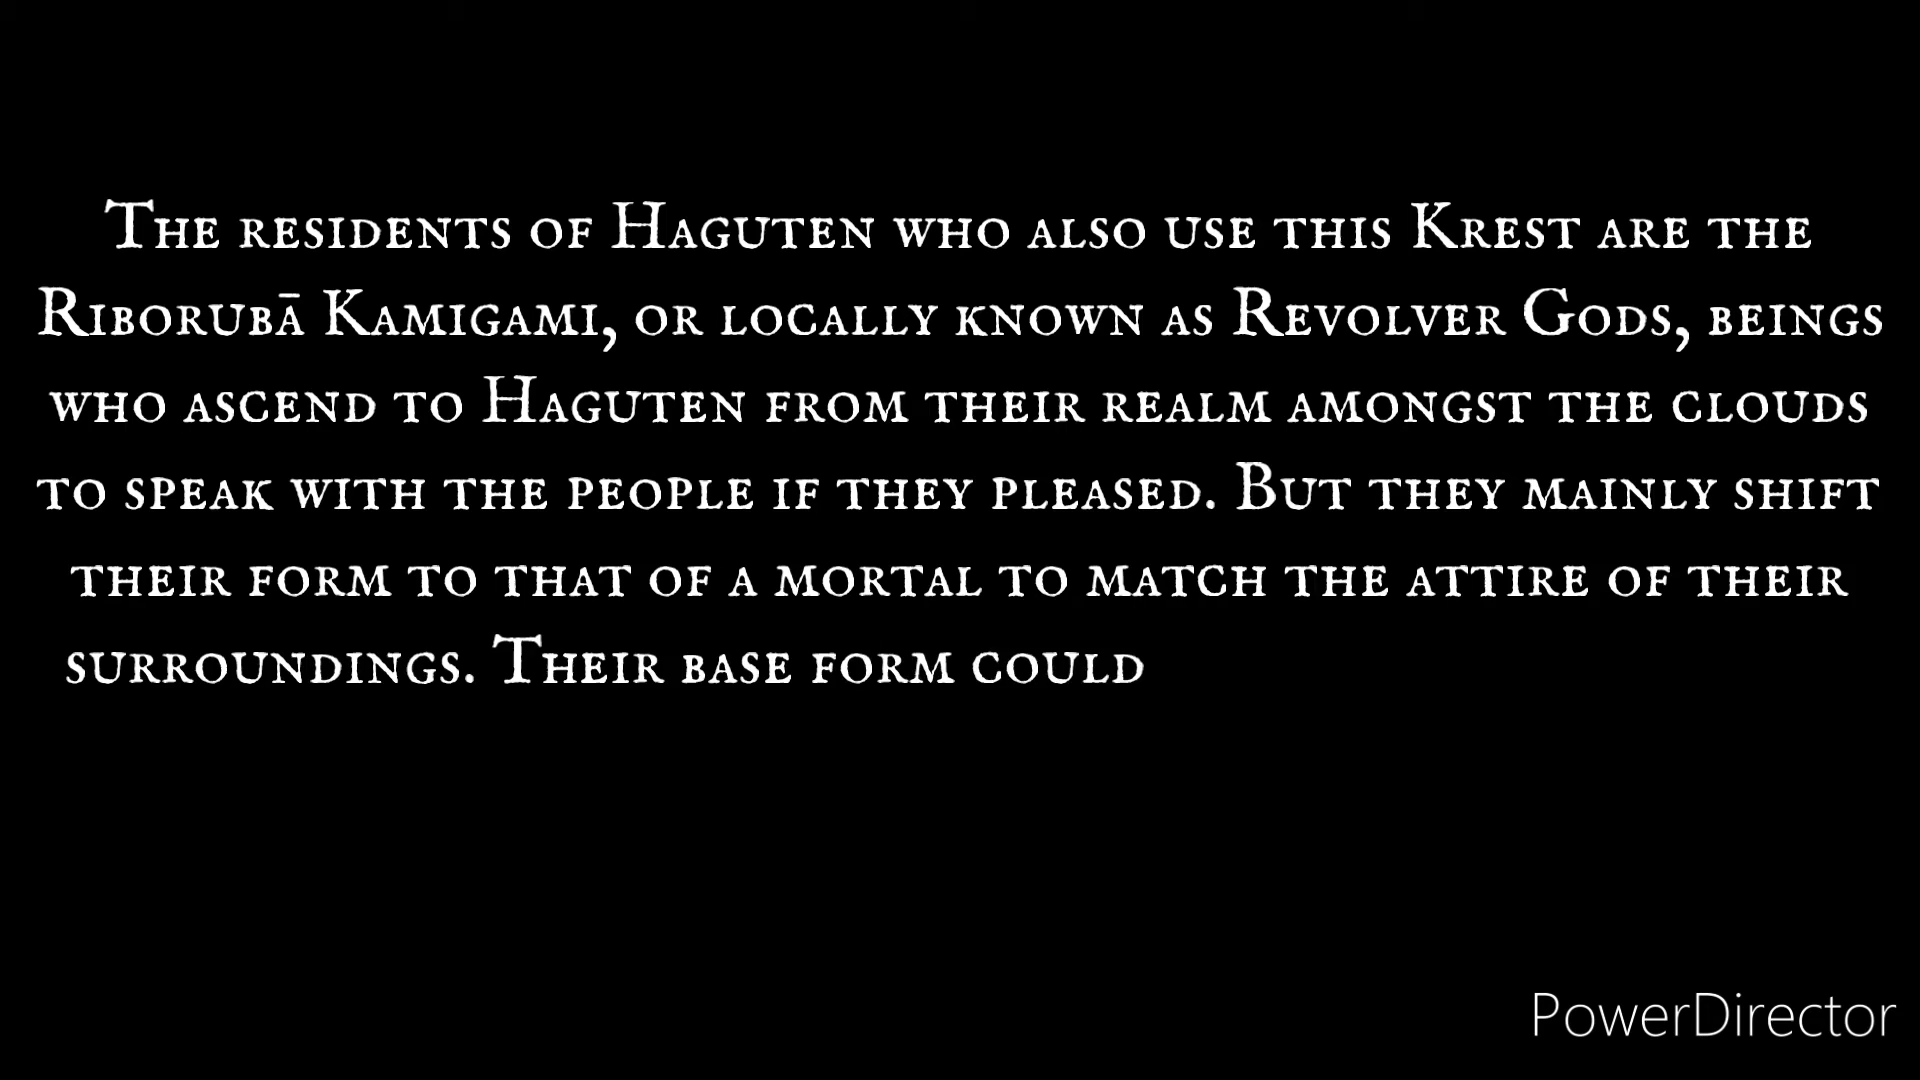 The residents of Haguten who also use this Krest are the
Riborubā Kamigami, or locally known as Revolver Gods, beings
who ascend to Haguten from their realm amongst the clouds
to speak with the people if they pleased. But they mainly shift
their form to that of a mortal to match the attire of their
surroundings. Their base form could
PowerDirector